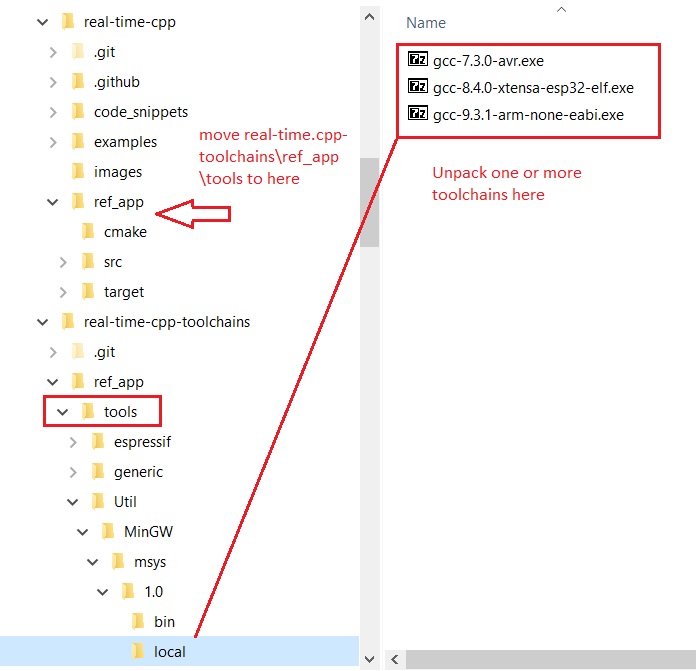 real-time-cpp
.git
.github
code_snippets
examples
images
ref_app
cmake
src
target
real-time-cpp-toolchains
.git
ref_app
tools
espressif
generic
Util
MinGW
msys
1.0
bin
local
move real-time.cpp-
toolchains\ref_app
\tools to here
Name
7z gcc-7.3.0-avr.exe
7z gcc-8.4.0-xtensa-esp32-elf.exe
7z gcc-9.3.1-arm-none-eabi.exe
Unpack one or more
toolchains here